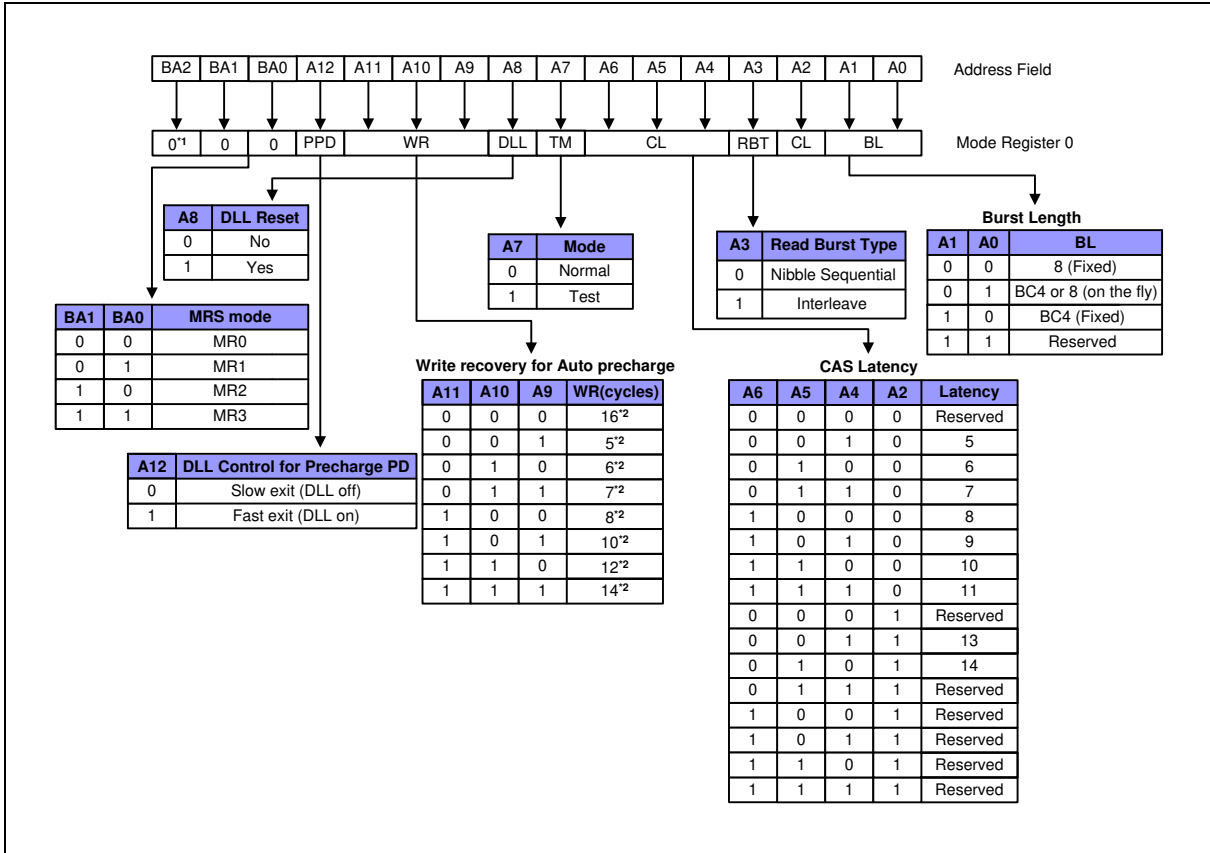 BA2 BA1 BA0 A12 A11 A10 A9 A8 A7 A6 A5 A4 A3 A2 A1 A0 Address Field
0*1 0 0 PPD WR DLL TM CL RBT CL BL Mode Register 0
A8 DLL Reset
0 No
1 Yes
A7 Mode
0 Normal
1 Test
A3 Read Burst Type
0 Nibble Sequential
1 Interleave
Burst Length
A1 A0 BL
0 0 8 (Fixed)
0 1 BC4 or 8 (on the fly)
1 0 BC4 (Fixed)
1 1 Reserved
BA1 BA0 MRS mode
0 0 MR0
0 1 MR1
1 0 MR2
1 1 MR3
A12 DLL Control for Precharge PD
0 Slow exit (DLL off)
1 Fast exit (DLL on)
Write recovery for Auto precharge
A11 A10 A9 WR(cycles)
0 0 0 16*2
0 0 1 5*2
0 1 0 6*2
0 1 1 7*2
1 0 0 8*2
1 0 1 10*2
1 1 0 12*2
1 1 1 14*2
CAS Latency
A6 A5 A4 A2 Latency
0 0 0 0 Reserved
0 0 1 0 5
0 1 0 0 6
0 1 1 0 7
1 0 0 0 8
1 0 1 0 9
1 1 0 0 10
1 1 1 0 11
0 0 0 1 Reserved
0 0 1 1 13
0 1 0 1 14
0 1 1 1 Reserved
1 0 0 1 Reserved
1 0 1 1 Reserved
1 1 0 1 Reserved
1 1 1 1 Reserved